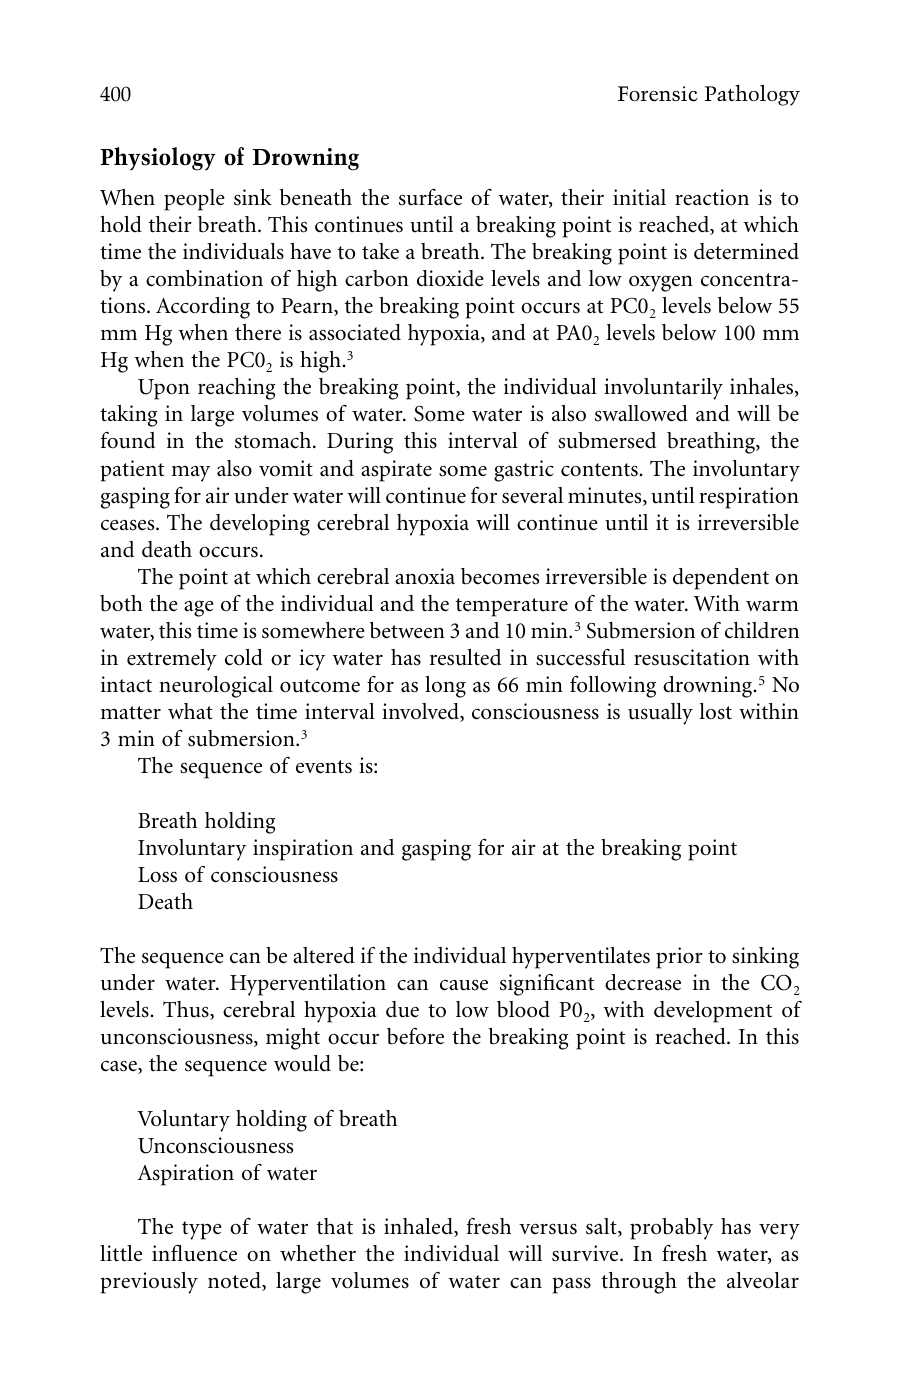 400 Forensic Pathology
Physiology of Drowning
When people sink beneath the surface of water, their initial reaction is to
hold their breath. This continues until a breaking point is reached, at which
time the individuals have to take a breath. The breaking point is determined
by a combination of high carbon dioxide levels and low oxygen concentra-
tions. According to Pearn, the breaking point occurs at PC0₂ levels below 55
mm Hg when there is associated hypoxia, and at PA0₂ levels below 100 mm
Hg when the PC0₂ is high.³
Upon reaching the breaking point, the individual involuntarily inhales,
taking in large volumes of water. Some water is also swallowed and will be
found in the stomach. During this interval of submersed breathing, the
patient may also vomit and aspirate some gastric contents. The involuntary
gasping for air under water will continue for several minutes, until respiration
ceases. The developing cerebral hypoxia will continue until it is irreversible
and death occurs.
The point at which cerebral anoxia becomes irreversible is dependent on
both the age of the individual and the temperature of the water. With warm
water, this time is somewhere between 3 and 10 min.³ Submersion of children
in extremely cold or icy water has resulted in successful resuscitation with
intact neurological outcome for as long as 66 min following drowning.⁵ No
matter what the time interval involved, consciousness is usually lost within
3 min of submersion.³
The sequence of events is:
Breath holding
Involuntary inspiration and gasping for air at the breaking point
Loss of consciousness
Death
The sequence can be altered if the individual hyperventilates prior to sinking
under water. Hyperventilation can cause significant decrease in the CO₂
levels. Thus, cerebral hypoxia due to low blood P0₂, with development of
unconsciousness, might occur before the breaking point is reached. In this
case, the sequence would be:
Voluntary holding of breath
Unconsciousness
Aspiration of water
The type of water that is inhaled, fresh versus salt, probably has very
little influence on whether the individual will survive. In fresh water, as
previously noted, large volumes of water can pass through the alveolar